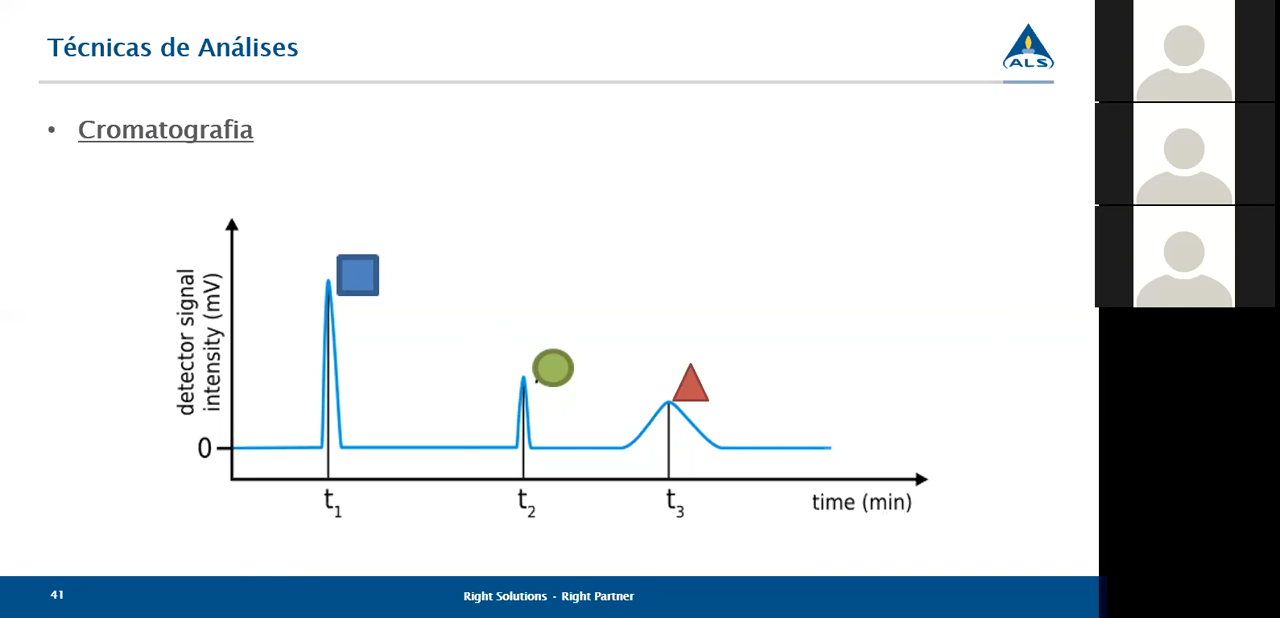 Técnicas de Análises
ALS
• Cromatografia
detector signal
intensity (mV)
0
t1
t2
t3
time (min)
41
Right Solutions - Right Partner